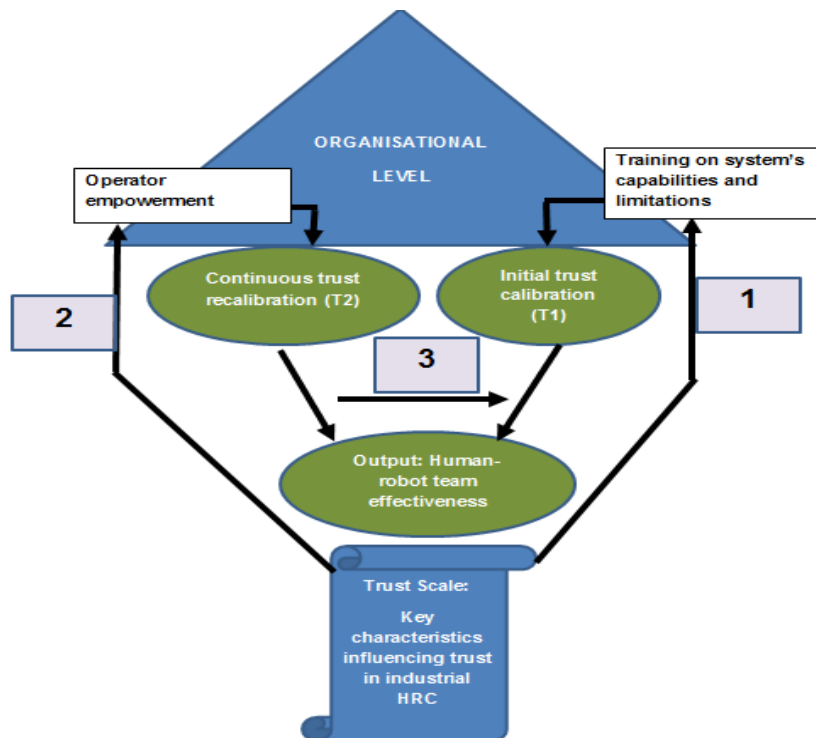 ORGANISATIONAL
LEVEL
Operator
empowerment
Training on system's
capabilities and
limitations
Continuous trust
recalibration (T2)
Initial trust
calibration
(T1)
2
1
3
Output: Human-
robot team
effectiveness
Trust Scale:
Key
characteristics
influencing trust
in industrial
HRC